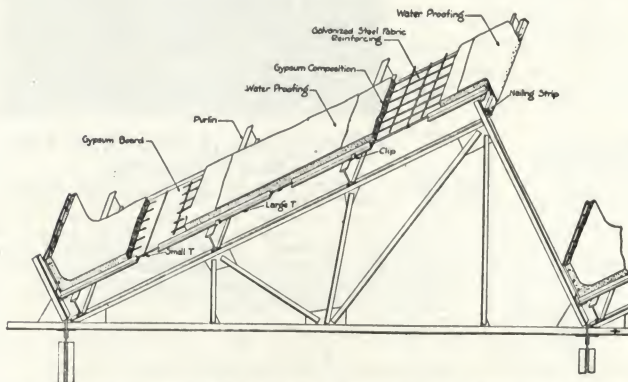 Water Proofing
Galvanized Steel Fabric
Reinforcing
Gypsum Composition
Water Proofing
Nailing Strip
Purlin
Gypsum Board
Clip
Large T
Small T